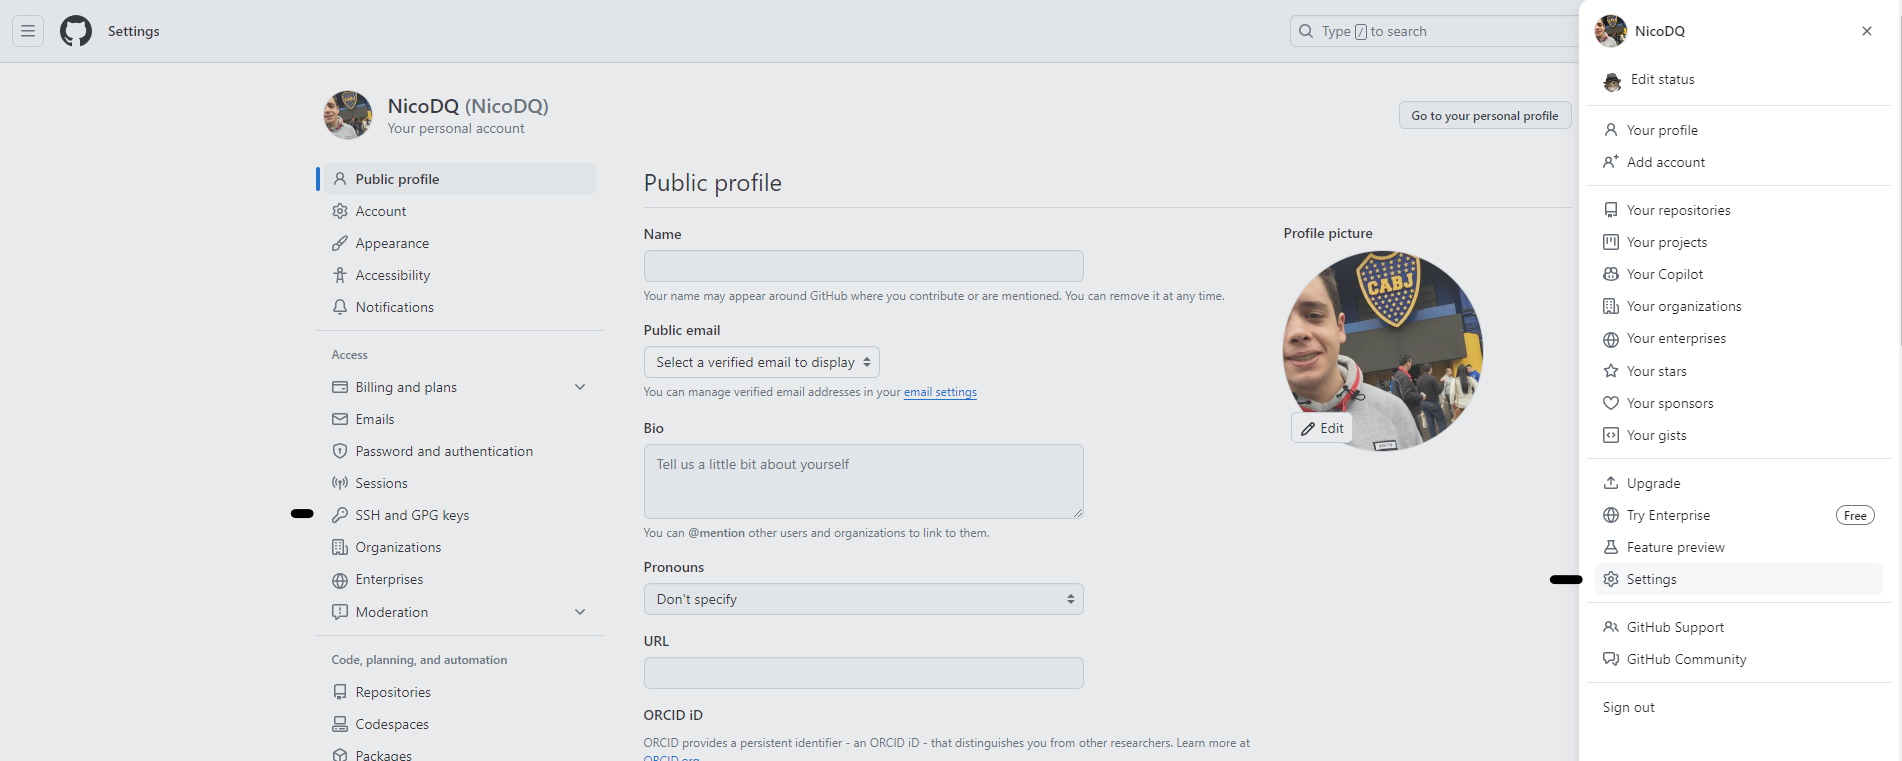 Settings
Type / to search
NicoDQ (NicoDQ)
Your personal account
Go to your personal profile
Public profile
Account
Appearance
Accessibility
Notifications
Access
Billing and plans
Emails
Password and authentication
Sessions
SSH and GPG keys
Organizations
Enterprises
Moderation
Code, planning, and automation
Repositories
Codespaces
Packages
Public profile
Name
Your name may appear around GitHub where you contribute or are mentioned. You can remove it at any time.
Public email
Select a verified email to display
You can manage verified email addresses in your email settings
Bio
Tell us a little bit about yourself
You can @mention other users and organizations to link to them.
Pronouns
Don't specify
URL
ORCID iD
ORCID provides a persistent identifier - an ORCID iD - that distinguishes you from other researchers. Learn more at
ORCID.org
Profile picture
CABJ
Edit
NicoDQ
Edit status
Your profile
Add account
Your repositories
Your projects
Your Copilot
Your organizations
Your enterprises
Your stars
Your sponsors
Your gists
Upgrade
Try Enterprise
Free
Feature preview
Settings
GitHub Support
GitHub Community
Sign out